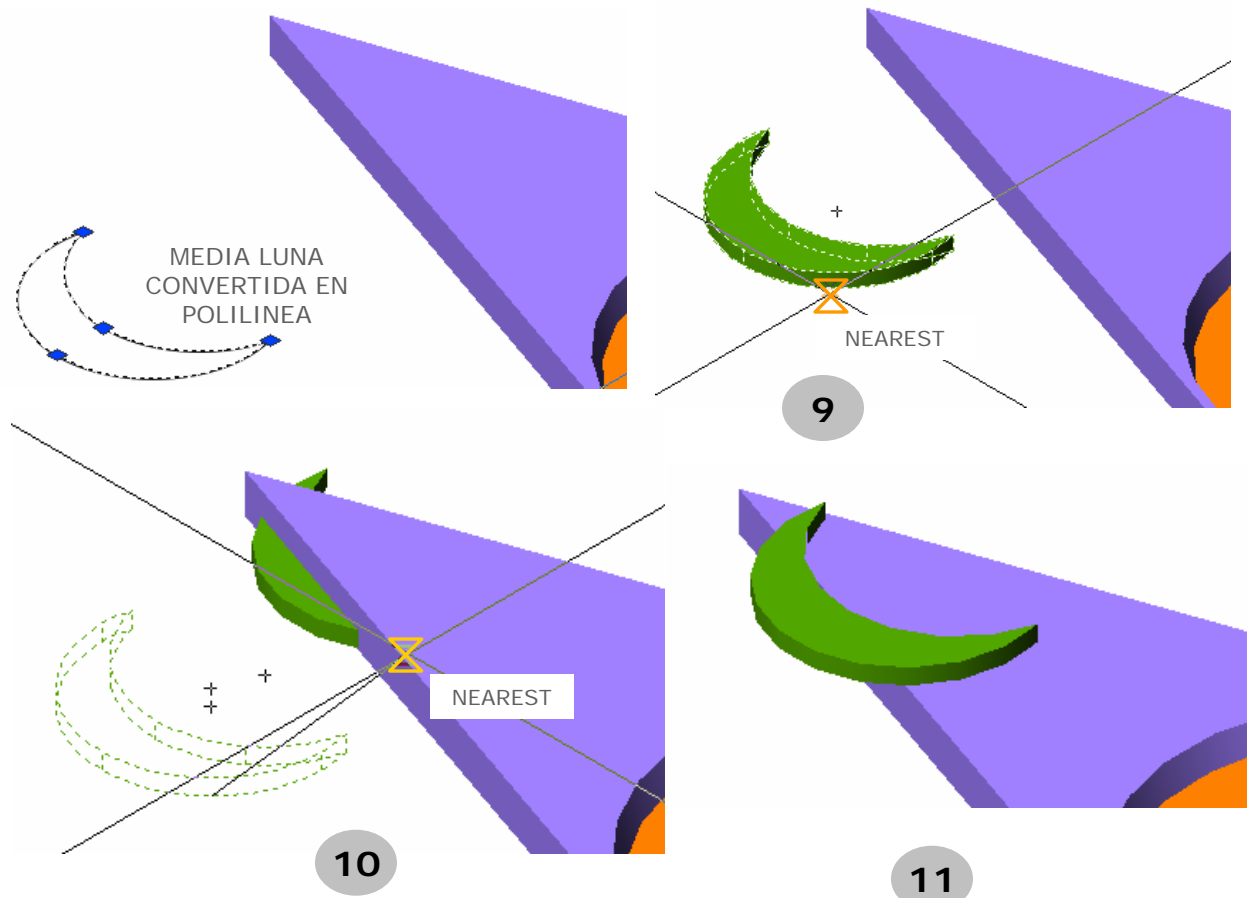 MEDIA LUNA
CONVERTIDA EN
POLILINEA
NEAREST
9
NEAREST
10
11